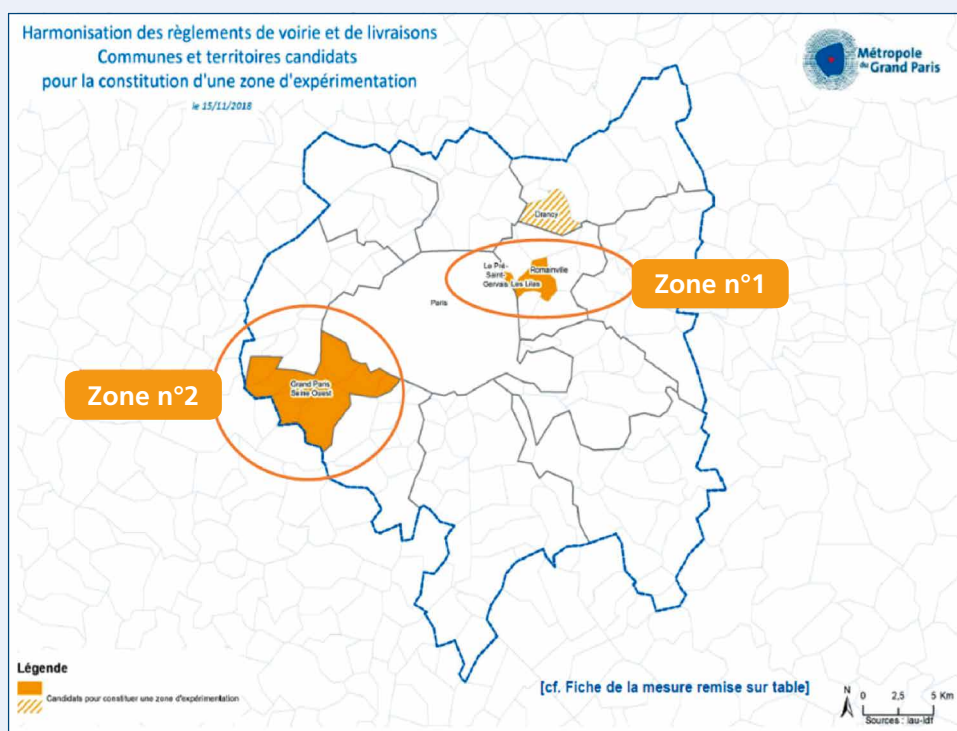 Harmonisation des règlements de voirie et de livraisons
Communes et territoires candidats
pour la constitution d'une zone d'expérimentation
le 15/11/2018
Métropole
du Grand Paris
Drancy
Le Pré-
Saint-
Gervais
Romainville
Les Lilas
Paris
Zone n°1
Grand Paris
Seine Ouest
Zone n°2
Légende
Candidats pour constituer une zone d'expérimentation
[cf. Fiche de la mesure remise sur table]
N
0 2,5 5 Km
Sources : iau-idf